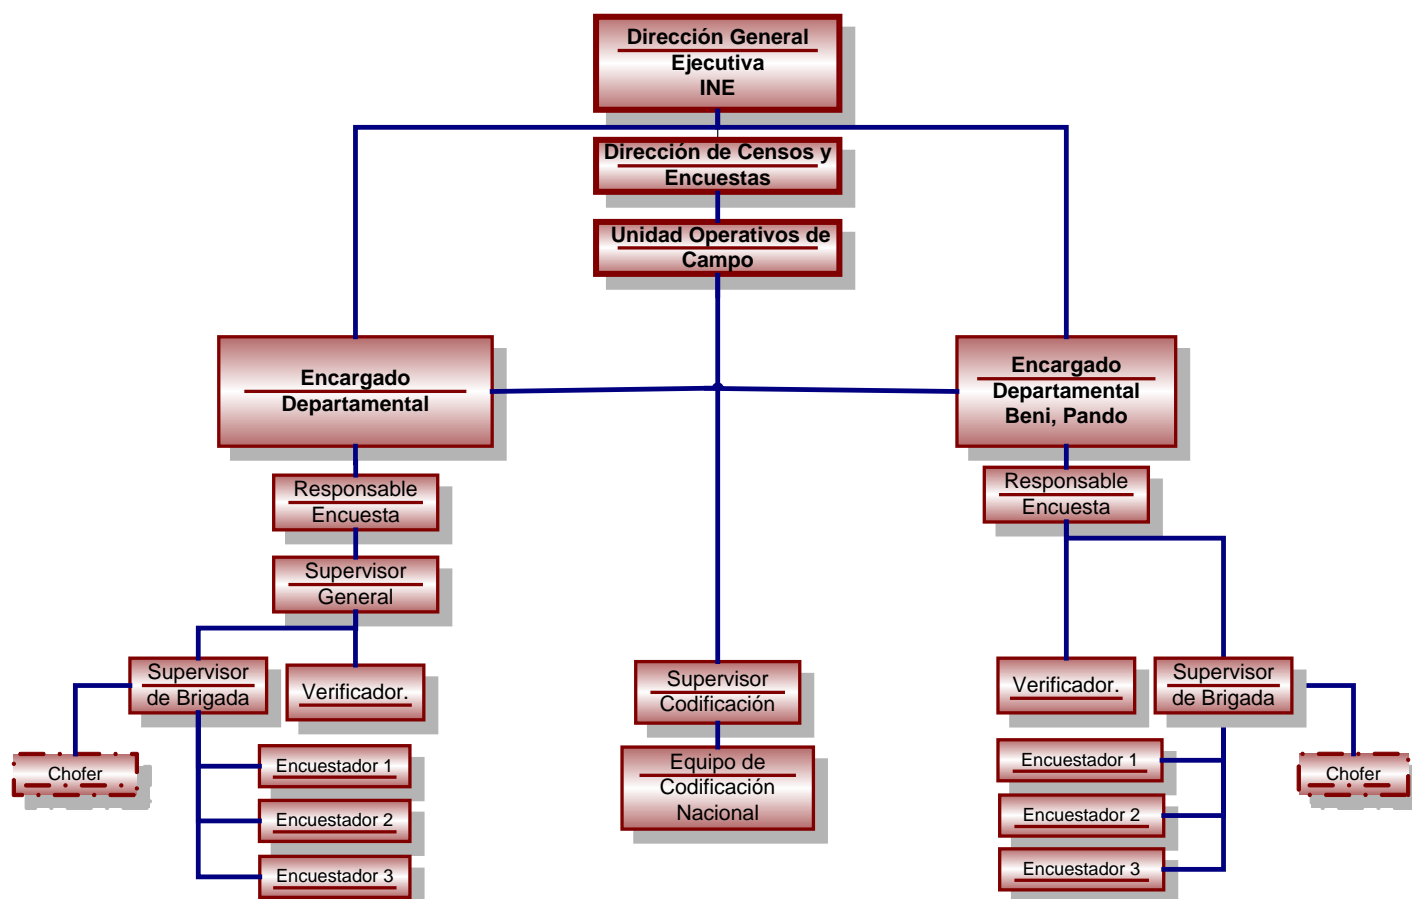 Dirección General
Ejecutiva
INE
Dirección de Censos y
Encuestas
Unidad Operativos de
Campo
Encargado
Departamental
Encargado
Departamental
Beni, Pando
Responsable
Encuesta
Responsable
Encuesta
Supervisor
General
Supervisor
de Brigada
Verificador.
Supervisor
Codificación
Verificador.
Supervisor
de Brigada
Chofer
Encuestador 1
Encuestador 2
Encuestador 3
Equipo de
Codificación
Nacional
Encuestador 1
Encuestador 2
Encuestador 3
Chofer